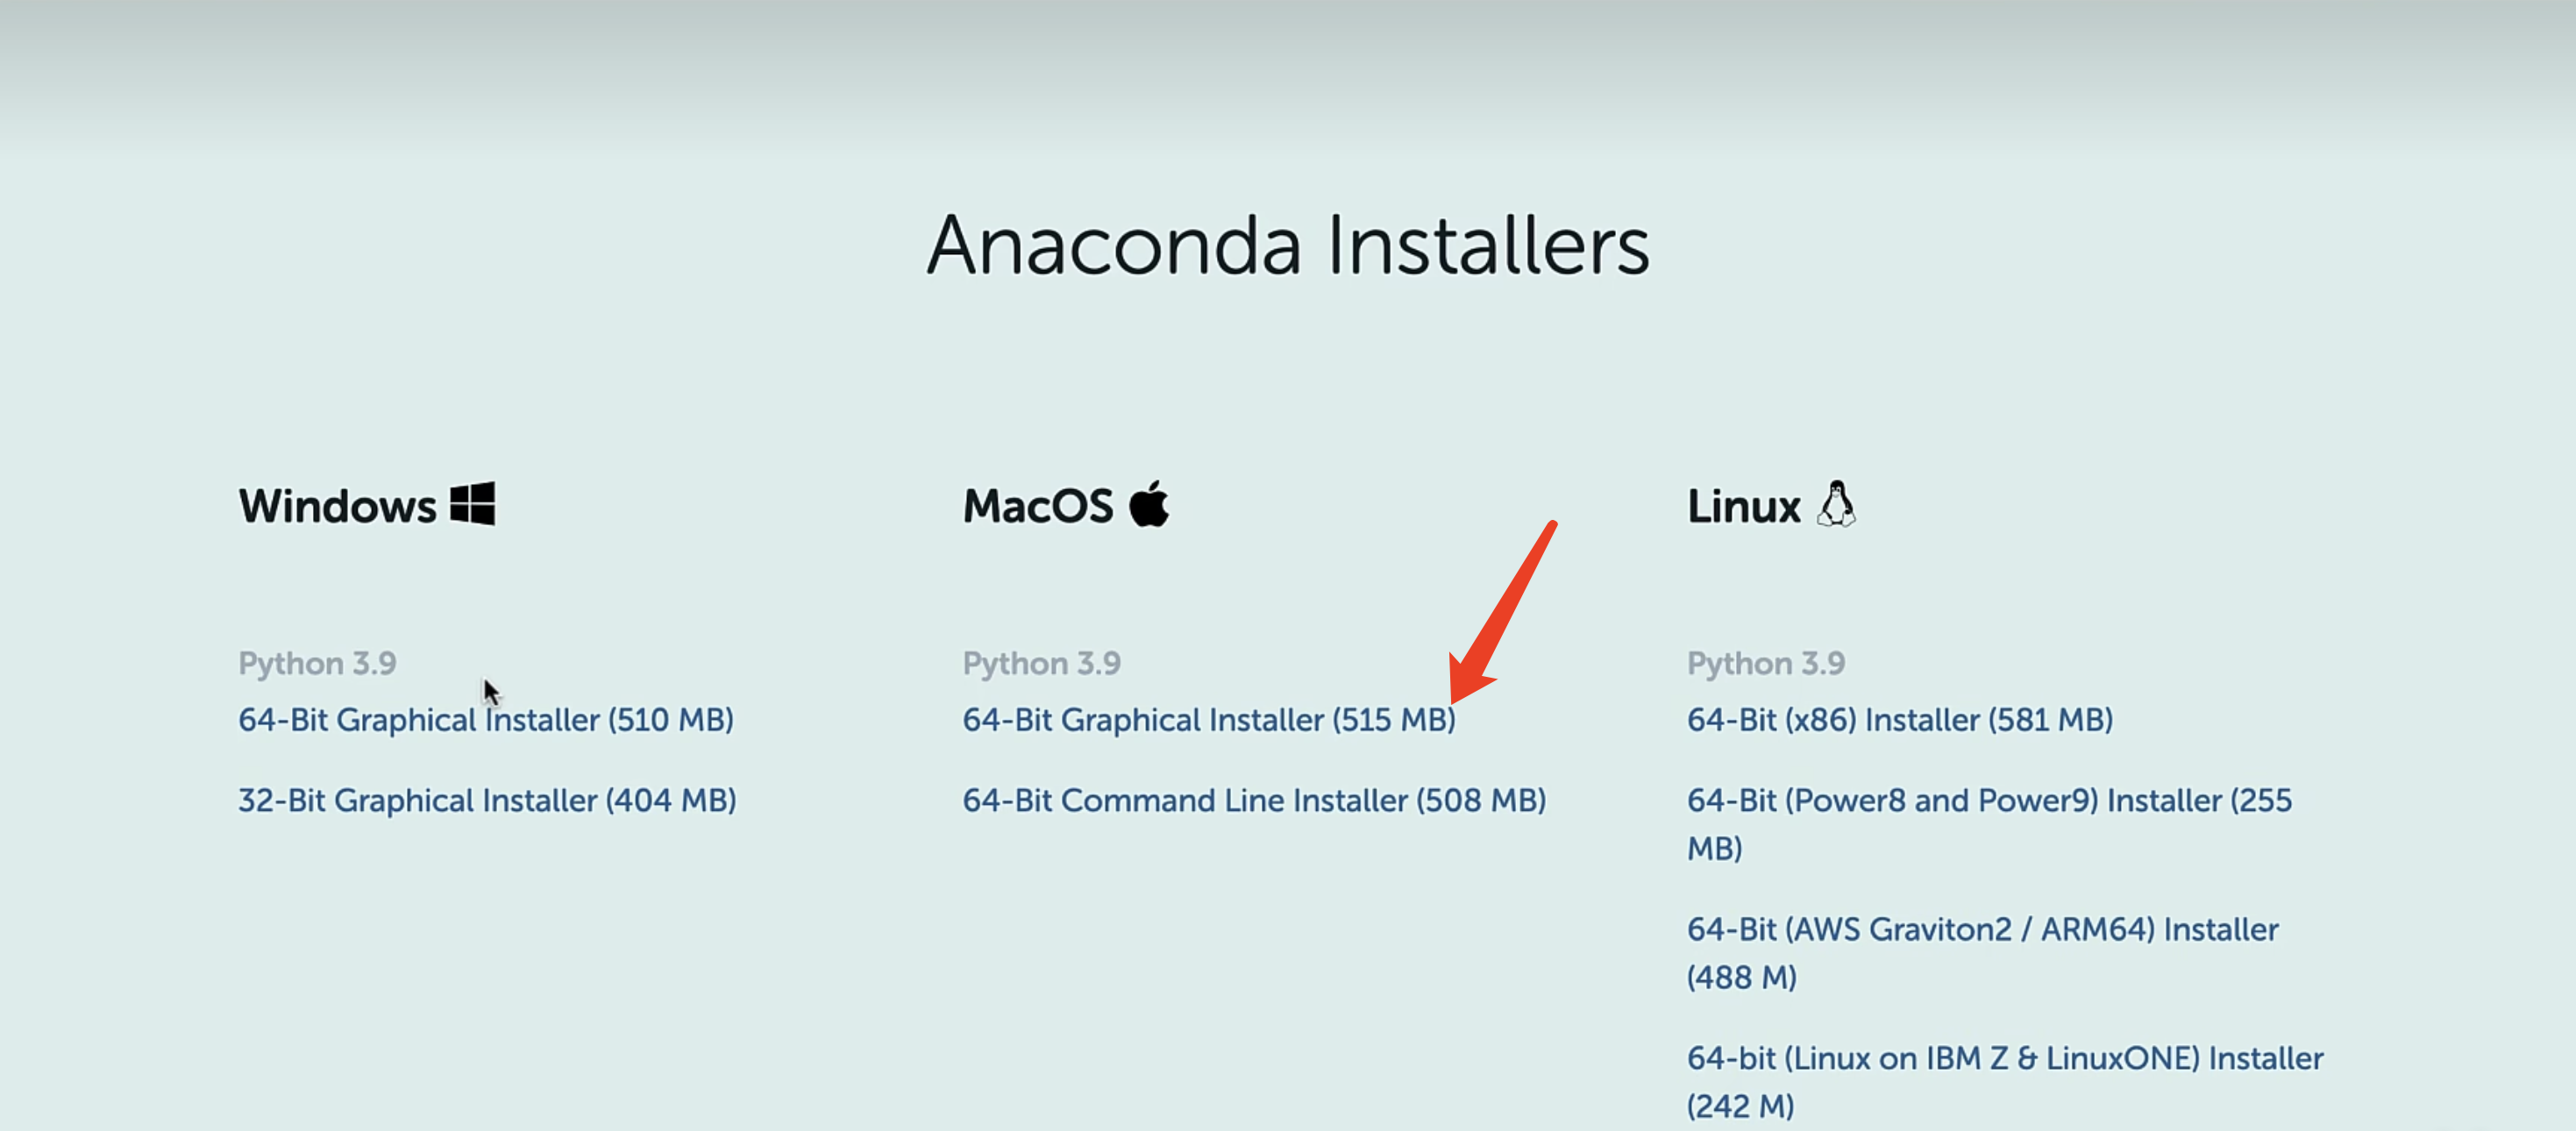 Anaconda Installers
Windows
Python 3.9
64-Bit Graphical Installer (510 MB)
32-Bit Graphical Installer (404 MB)
MacOS
Python 3.9
64-Bit Graphical Installer (515 MB)
64-Bit Command Line Installer (508 MB)
Linux
Python 3.9
64-Bit (x86) Installer (581 MB)
64-Bit (Power8 and Power9) Installer (255
MB)
64-Bit (AWS Graviton2 / ARM64) Installer
(488 M)
64-bit (Linux on IBM Z & LinuxONE) Installer
(242 M)